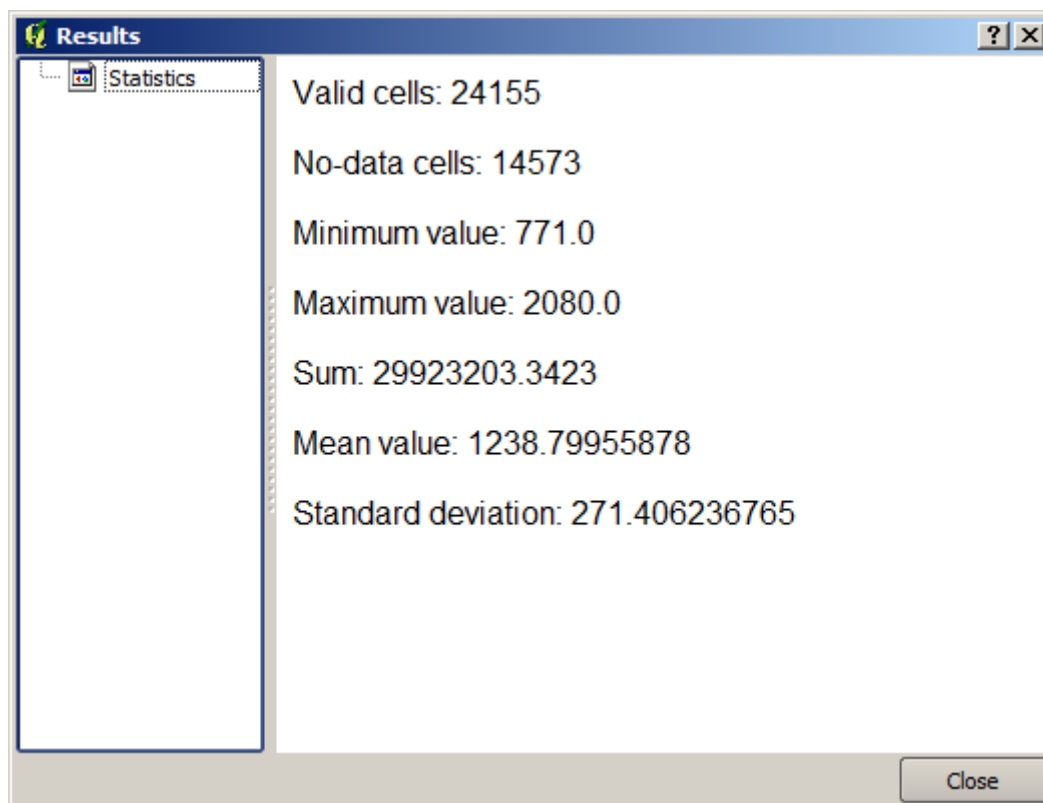 Results
Statistics
Valid cells: 24155
No-data cells: 14573
Minimum value: 771.0
Maximum value: 2080.0
Sum: 29923203.3423
Mean value: 1238.79955878
Standard deviation: 271.406236765
Close